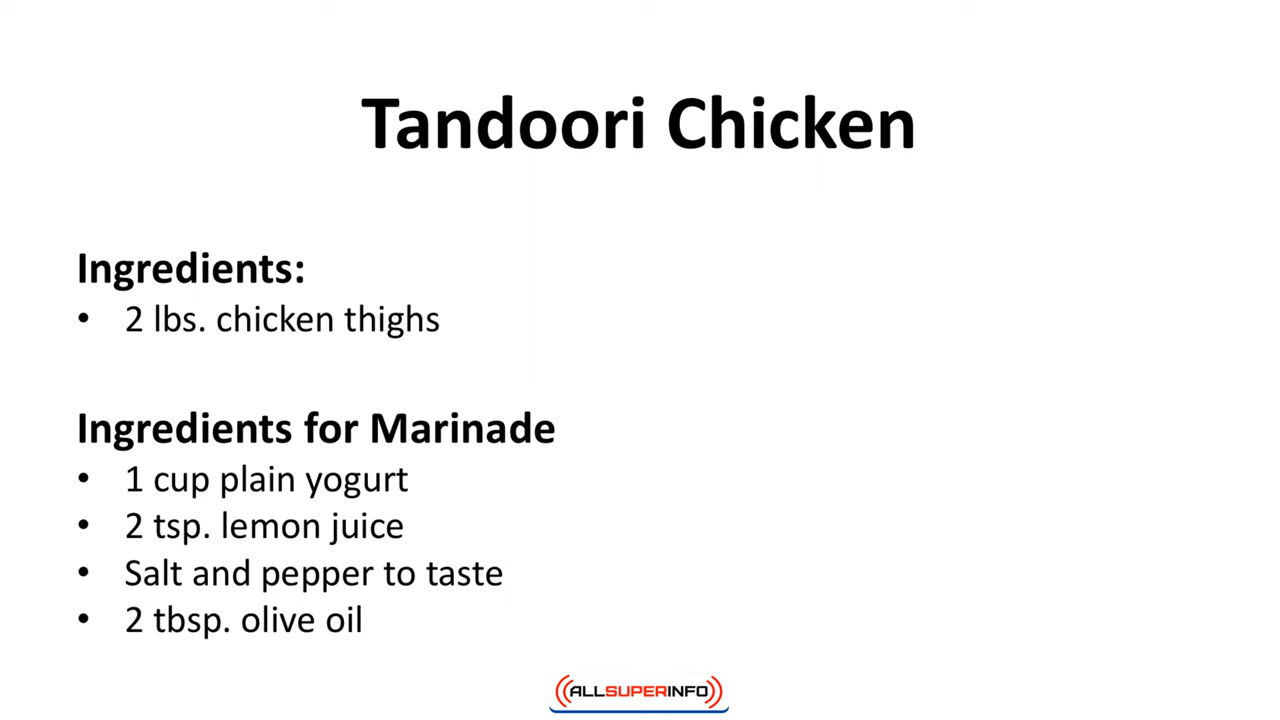 Tandoori Chicken
Ingredients:
• 2 lbs. chicken thighs
Ingredients for Marinade
• 1 cup plain yogurt
• 2 tsp. lemon juice
• Salt and pepper to taste
• 2 tbsp. olive oil
ALLSUPERINFO